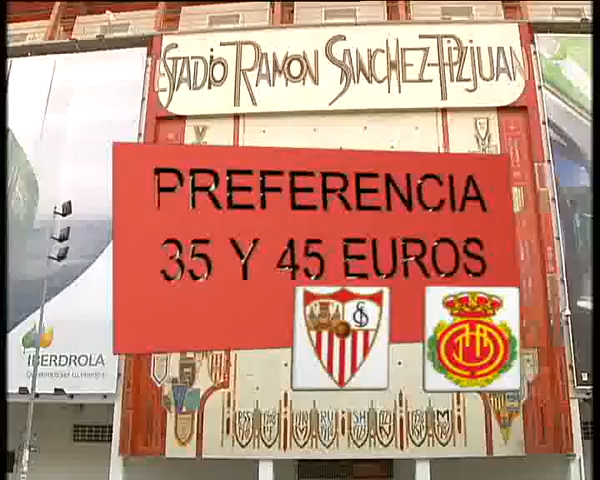 ESTADIO RAMON SANCHEZ-PIZJUAN
PREFERENCIA
35 Y 45 EUROS
IBERDROLA